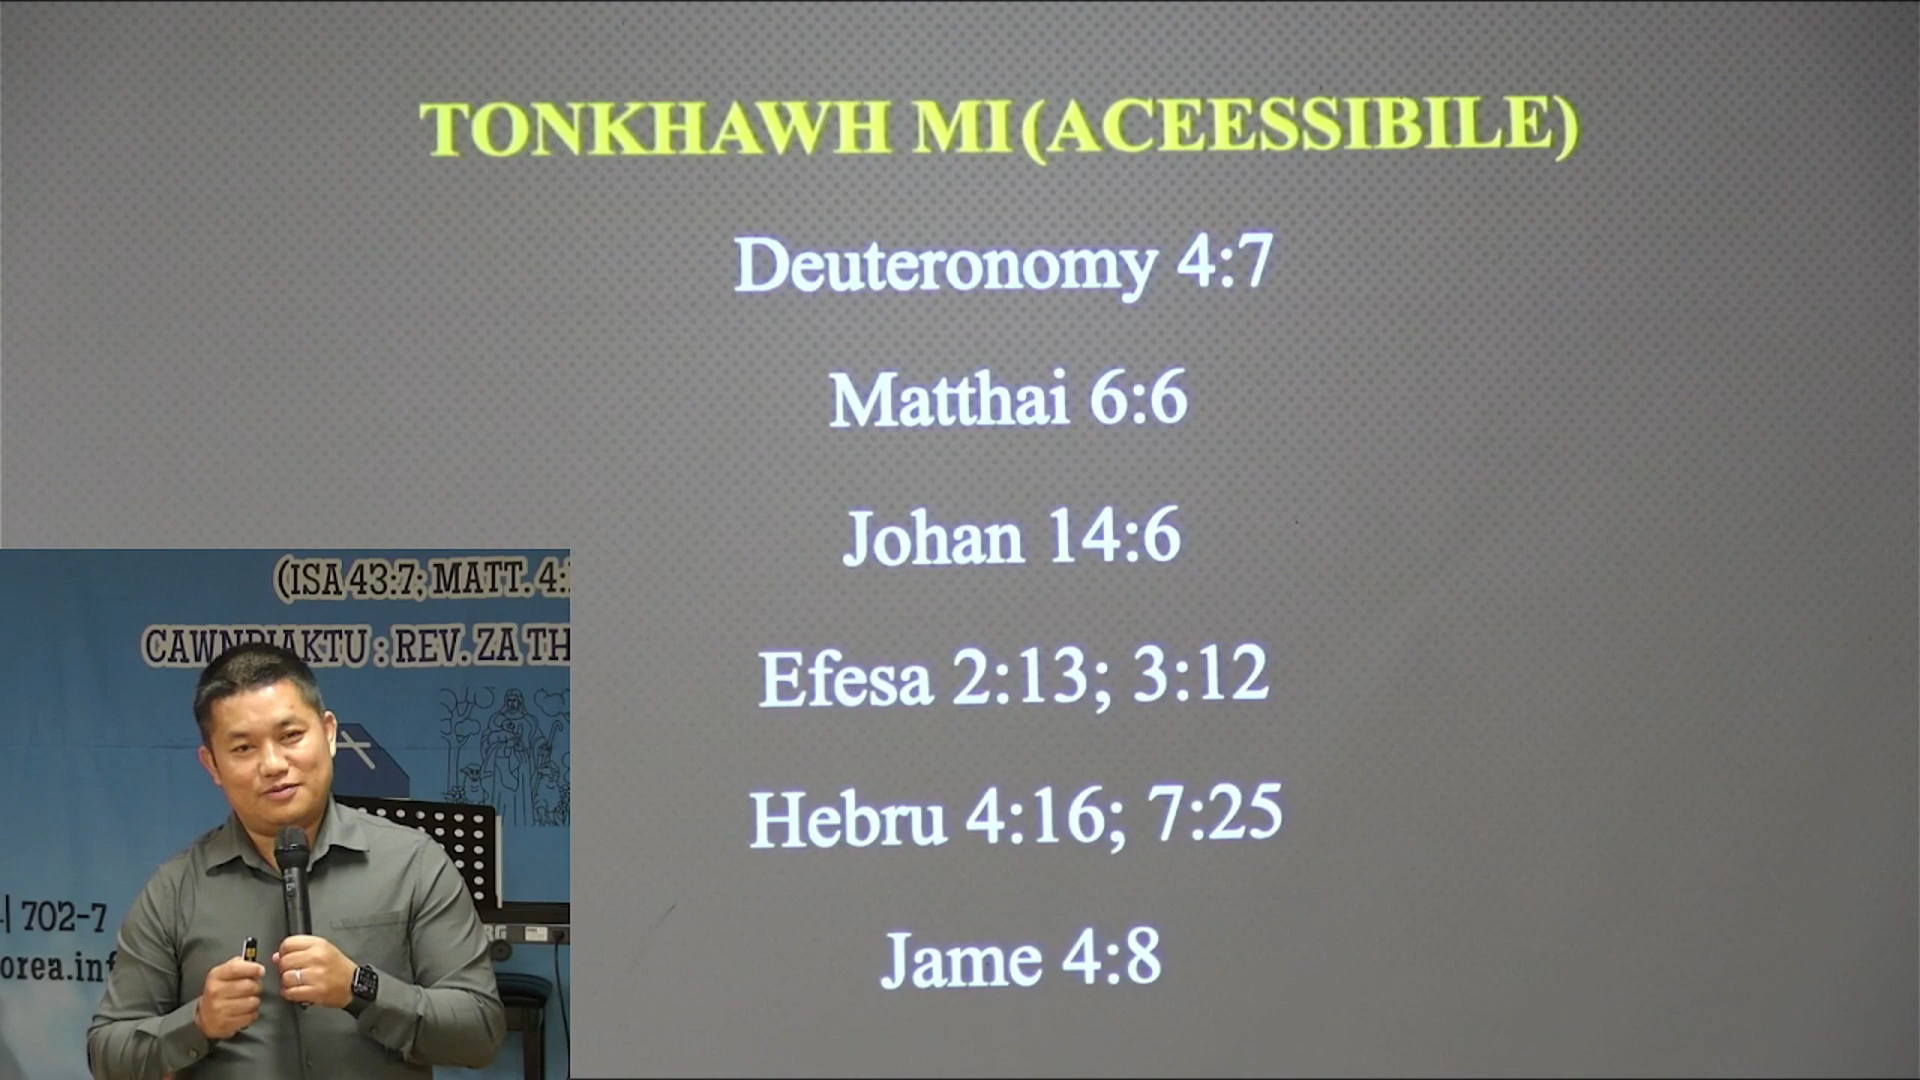 TONKHAWH MI(ACEESSIBILE)
Deuteronomy 4:7
Matthai 6:6
Johan 14:6
Efesa 2:13; 3:12
Hebru 4:16; 7:25
Jame 4:8
(ISA 43:7; MATT. 4:
CAWNPIAKTU : REV. ZA TH
702-7
orea.inf